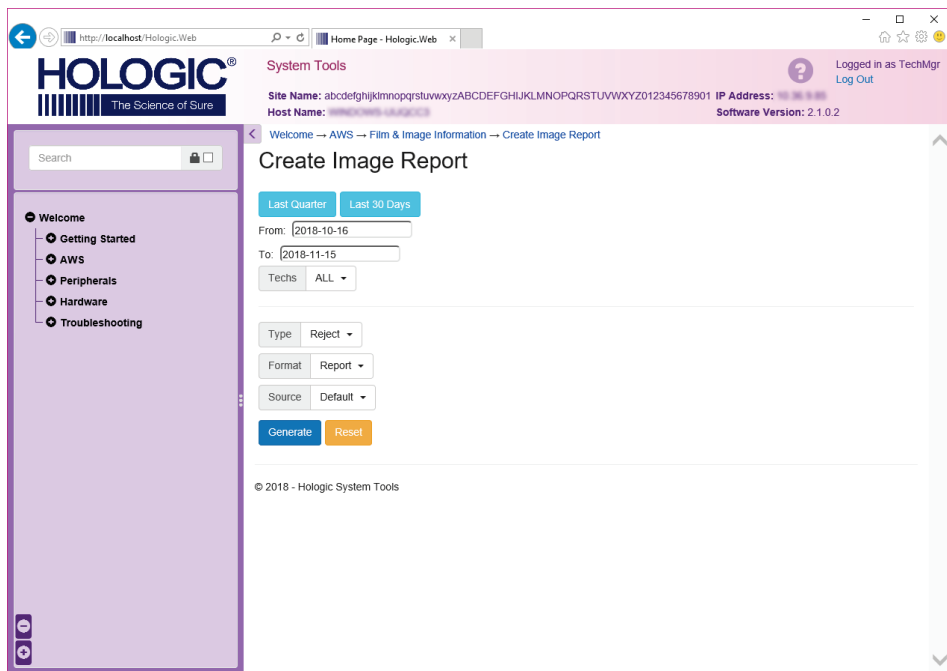 http://localhost/Hologic.Web
Home Page - Hologic.Web
HOLOGIC®
The Science of Sure
System Tools
Logged in as TechMgr
Log Out
Site Name: abcdefghijklmnopqrstuvwxyzABCDEFGHIJKLMNOPQRSTUVWXYZ012345678901 IP Address:
Host Name: Software Version: 2.1.0.2
Welcome → AWS → Film & Image Information → Create Image Report
Search
Create Image Report
Last Quarter Last 30 Days
From: 2018-10-16
To: 2018-11-15
Techs ALL
Welcome
Getting Started
AWS
Peripherals
Hardware
Troubleshooting
Type Reject
Format Report
Source Default
Generate Reset
© 2018 - Hologic System Tools